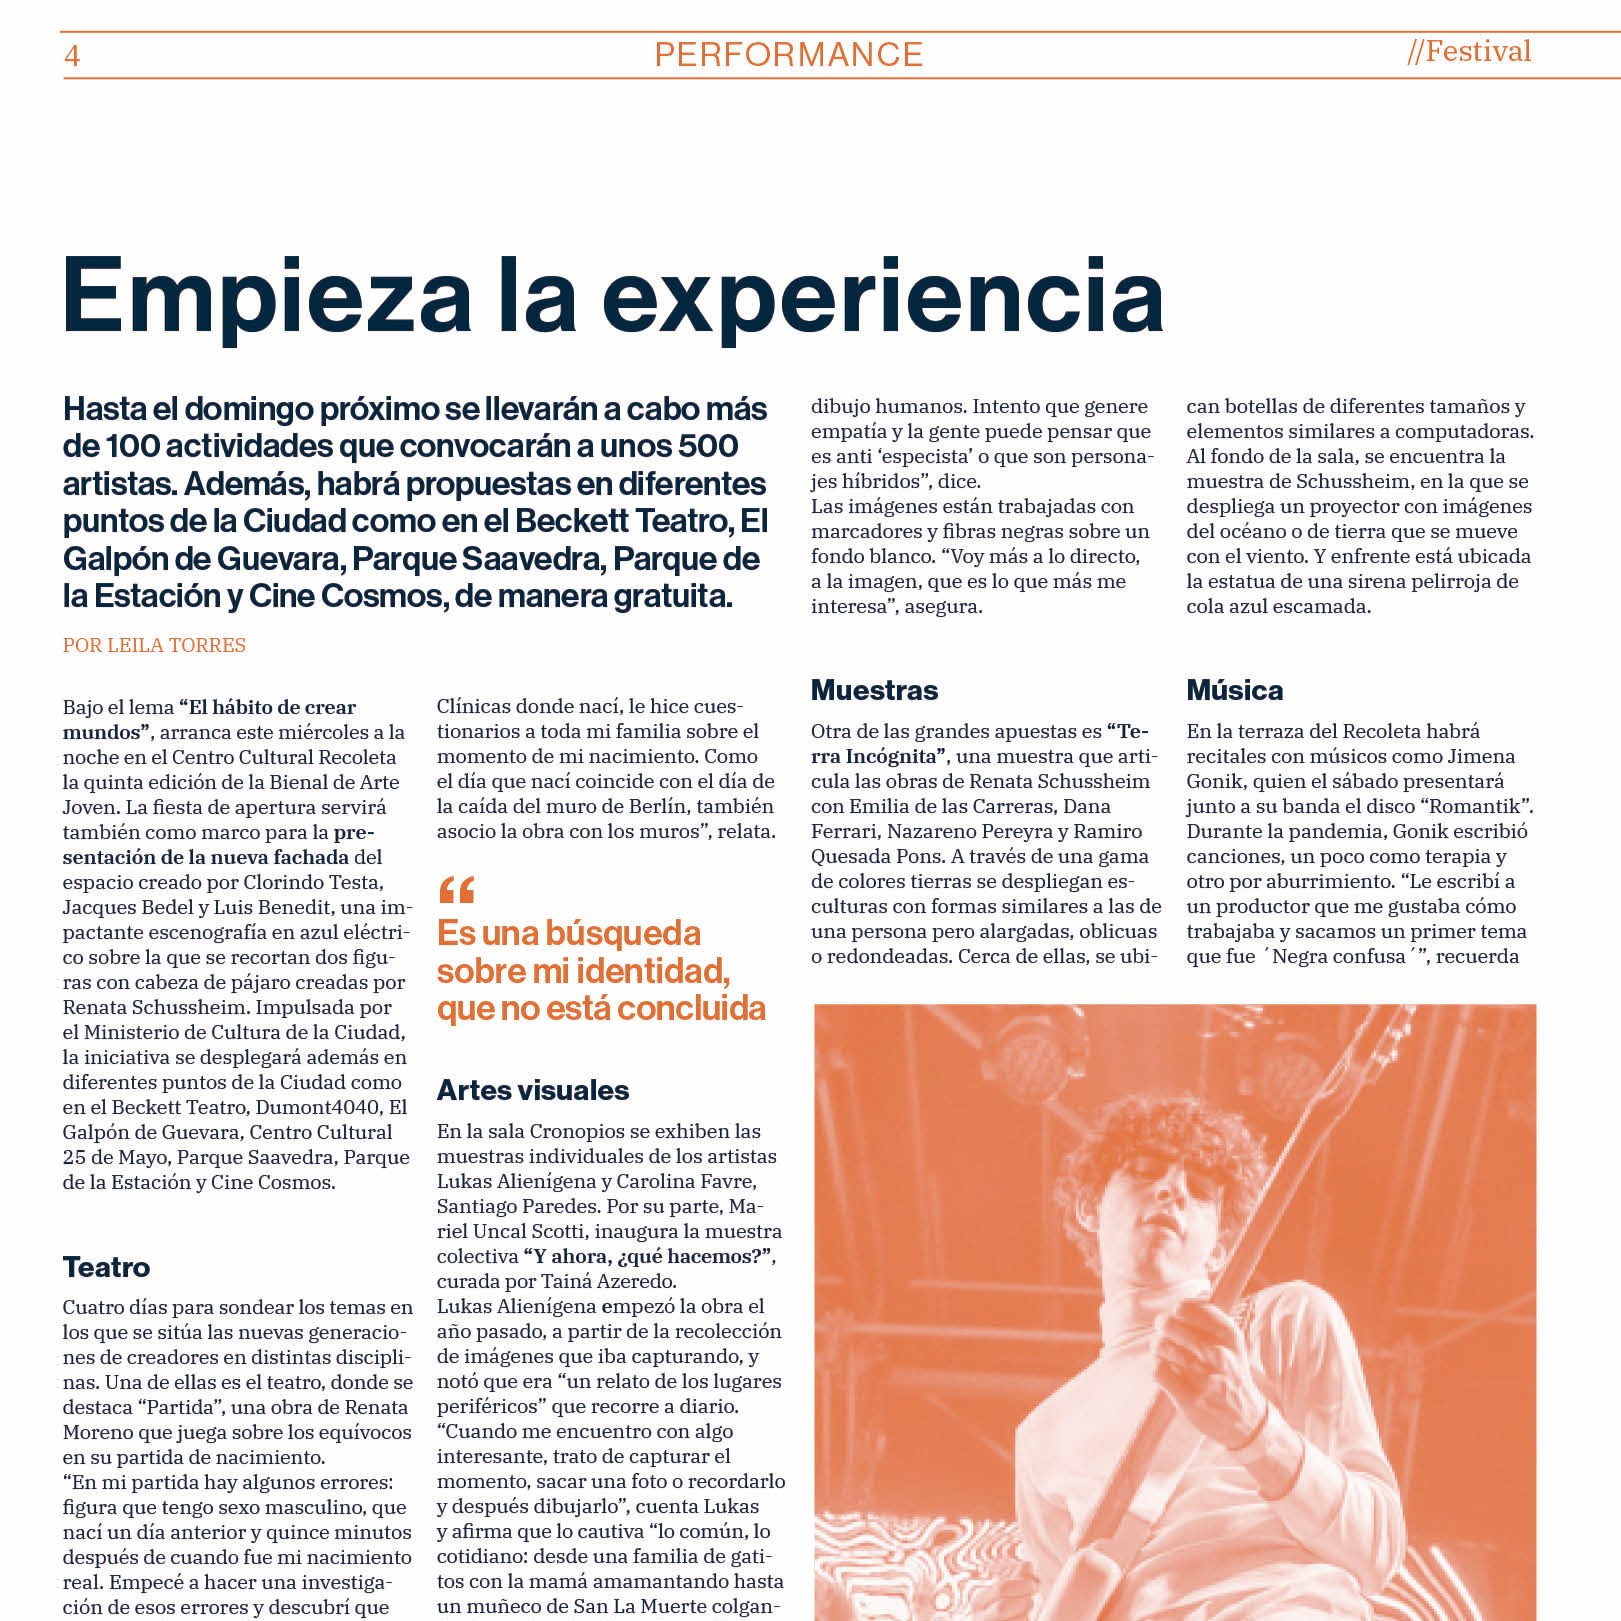 4
PERFORMANCE
//Festival
Empieza la experiencia
Hasta el domingo próximo se llevarán a cabo más
de 100 actividades que convocarán a unos 500
artistas. Además, habrá propuestas en diferentes
puntos de la Ciudad como en el Beckett Teatro, El
Galpón de Guevara, Parque Saavedra, Parque de
la Estación y Cine Cosmos, de manera gratuita.
POR LEILA TORRES
Bajo el lema “El hábito de crear
mundos”, arranca este miércoles a la
noche en el Centro Cultural Recoleta
la quinta edición de la Bienal de Arte
Joven. La fiesta de apertura servirá
también como marco para la pre-
sentación de la nueva fachada del
espacio creado por Clorindo Testa,
Jacques Bedel y Luis Benedit, una im-
pactante escenografía en azul eléctri-
co sobre la que se recortan dos figu-
ras con cabeza de pájaro creadas por
Renata Schussheim. Impulsada por
el Ministerio de Cultura de la Ciudad,
la iniciativa se desplegará además en
diferentes puntos de la Ciudad como
en el Beckett Teatro, Dumont4040, El
Galpón de Guevara, Centro Cultural
25 de Mayo, Parque Saavedra, Parque
de la Estación y Cine Cosmos.
Teatro
Cuatro días para sondear los temas en
los que se sitúa las nuevas generacio-
nes de creadores en distintas discipli-
nas. Una de ellas es el teatro, donde se
destaca “Partida”, una obra de Renata
Moreno que juega sobre los equívocos
en su partida de nacimiento.
“En mi partida hay algunos errores:
figura que tengo sexo masculino, que
nací un día anterior y quince minutos
después de cuando fue mi nacimiento
real. Empecé a hacer una investiga-
ción de esos errores y descubrí que
Clínicas donde nací, le hice cues-
tionarios a toda mi familia sobre el
momento de mi nacimiento. Como
el día que nací coincide con el día de
la caída del muro de Berlín, también
asocio la obra con los muros”, relata.
“
Es una búsqueda
sobre mi identidad,
que no está concluida
Artes visuales
En la sala Cronopios se exhiben las
muestras individuales de los artistas
Lukas Alienígena y Carolina Favre,
Santiago Paredes. Por su parte, Ma-
riel Uncal Scotti, inaugura la muestra
colectiva “Y ahora, ¿qué hacemos?”,
curada por Tainá Azeredo.
Lukas Alienígena empezó la obra el
año pasado, a partir de la recolección
de imágenes que iba capturando, y
notó que era “un relato de los lugares
periféricos” que recorre a diario.
“Cuando me encuentro con algo
interesante, trato de capturar el
momento, sacar una foto o recordarlo
y después dibujarlo”, cuenta Lukas
y afirma que lo cautiva “lo común, lo
cotidiano: desde una familia de gati-
tos con la mamá amamantando hasta
un muñeco de San La Muerte colgan-
dibujo humanos. Intento que genere
empatía y la gente puede pensar que
es anti ‘especista’ o que son persona-
jes híbridos”, dice.
Las imágenes están trabajadas con
marcadores y fibras negras sobre un
fondo blanco. “Voy más a lo directo,
a la imagen, que es lo que más me
interesa”, asegura.
Muestras
Otra de las grandes apuestas es “Te-
rra Incógnita”, una muestra que arti-
cula las obras de Renata Schussheim
con Emilia de las Carreras, Dana
Ferrari, Nazareno Pereyra y Ramiro
Quesada Pons. A través de una gama
de colores tierras se despliegan es-
culturas con formas similares a las de
una persona pero alargadas, oblicuas
o redondeadas. Cerca de ellas, se ubi-
can botellas de diferentes tamaños y
elementos similares a computadoras.
Al fondo de la sala, se encuentra la
muestra de Schussheim, en la que se
despliega un proyector con imágenes
del océano o de tierra que se mueve
con el viento. Y enfrente está ubicada
la estatua de una sirena pelirroja de
cola azul escamada.
Música
En la terraza del Recoleta habrá
recitales con músicos como Jimena
Gonik, quien el sábado presentará
junto a su banda el disco “Romantik”.
Durante la pandemia, Gonik escribió
canciones, un poco como terapia y
otro por aburrimiento. “Le escribí a
un productor que me gustaba cómo
trabajaba y sacamos un primer tema
que fue ´Negra confusa´”, recuerda